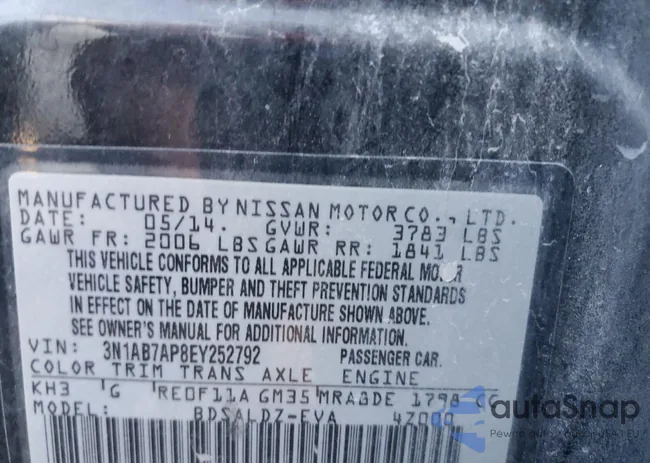 MANUFACTURED BY NISSAN MOTOR CO., LTD.
DATE: 05/14. GVWR: 3783 LBS
GAWR FR: 2006 LBS GAWR RR: 1841 LBS
THIS VEHICLE CONFORMS TO ALL APPLICABLE FEDERAL MOTOR
VEHICLE SAFETY, BUMPER AND THEFT PREVENTION STANDARDS
IN EFFECT ON THE DATE OF MANUFACTURE SHOWN ABOVE.
SEE OWNER'S MANUAL FOR ADDITIONAL INFORMATION.
VIN: 3N1AB7AP8EY252792 PASSENGER CAR.
COLOR TRIM TRANS AXLE ENGINE
KH3 G RE0F11A GM35 MRA8DE 1798 CC
MODEL:
autoSnap